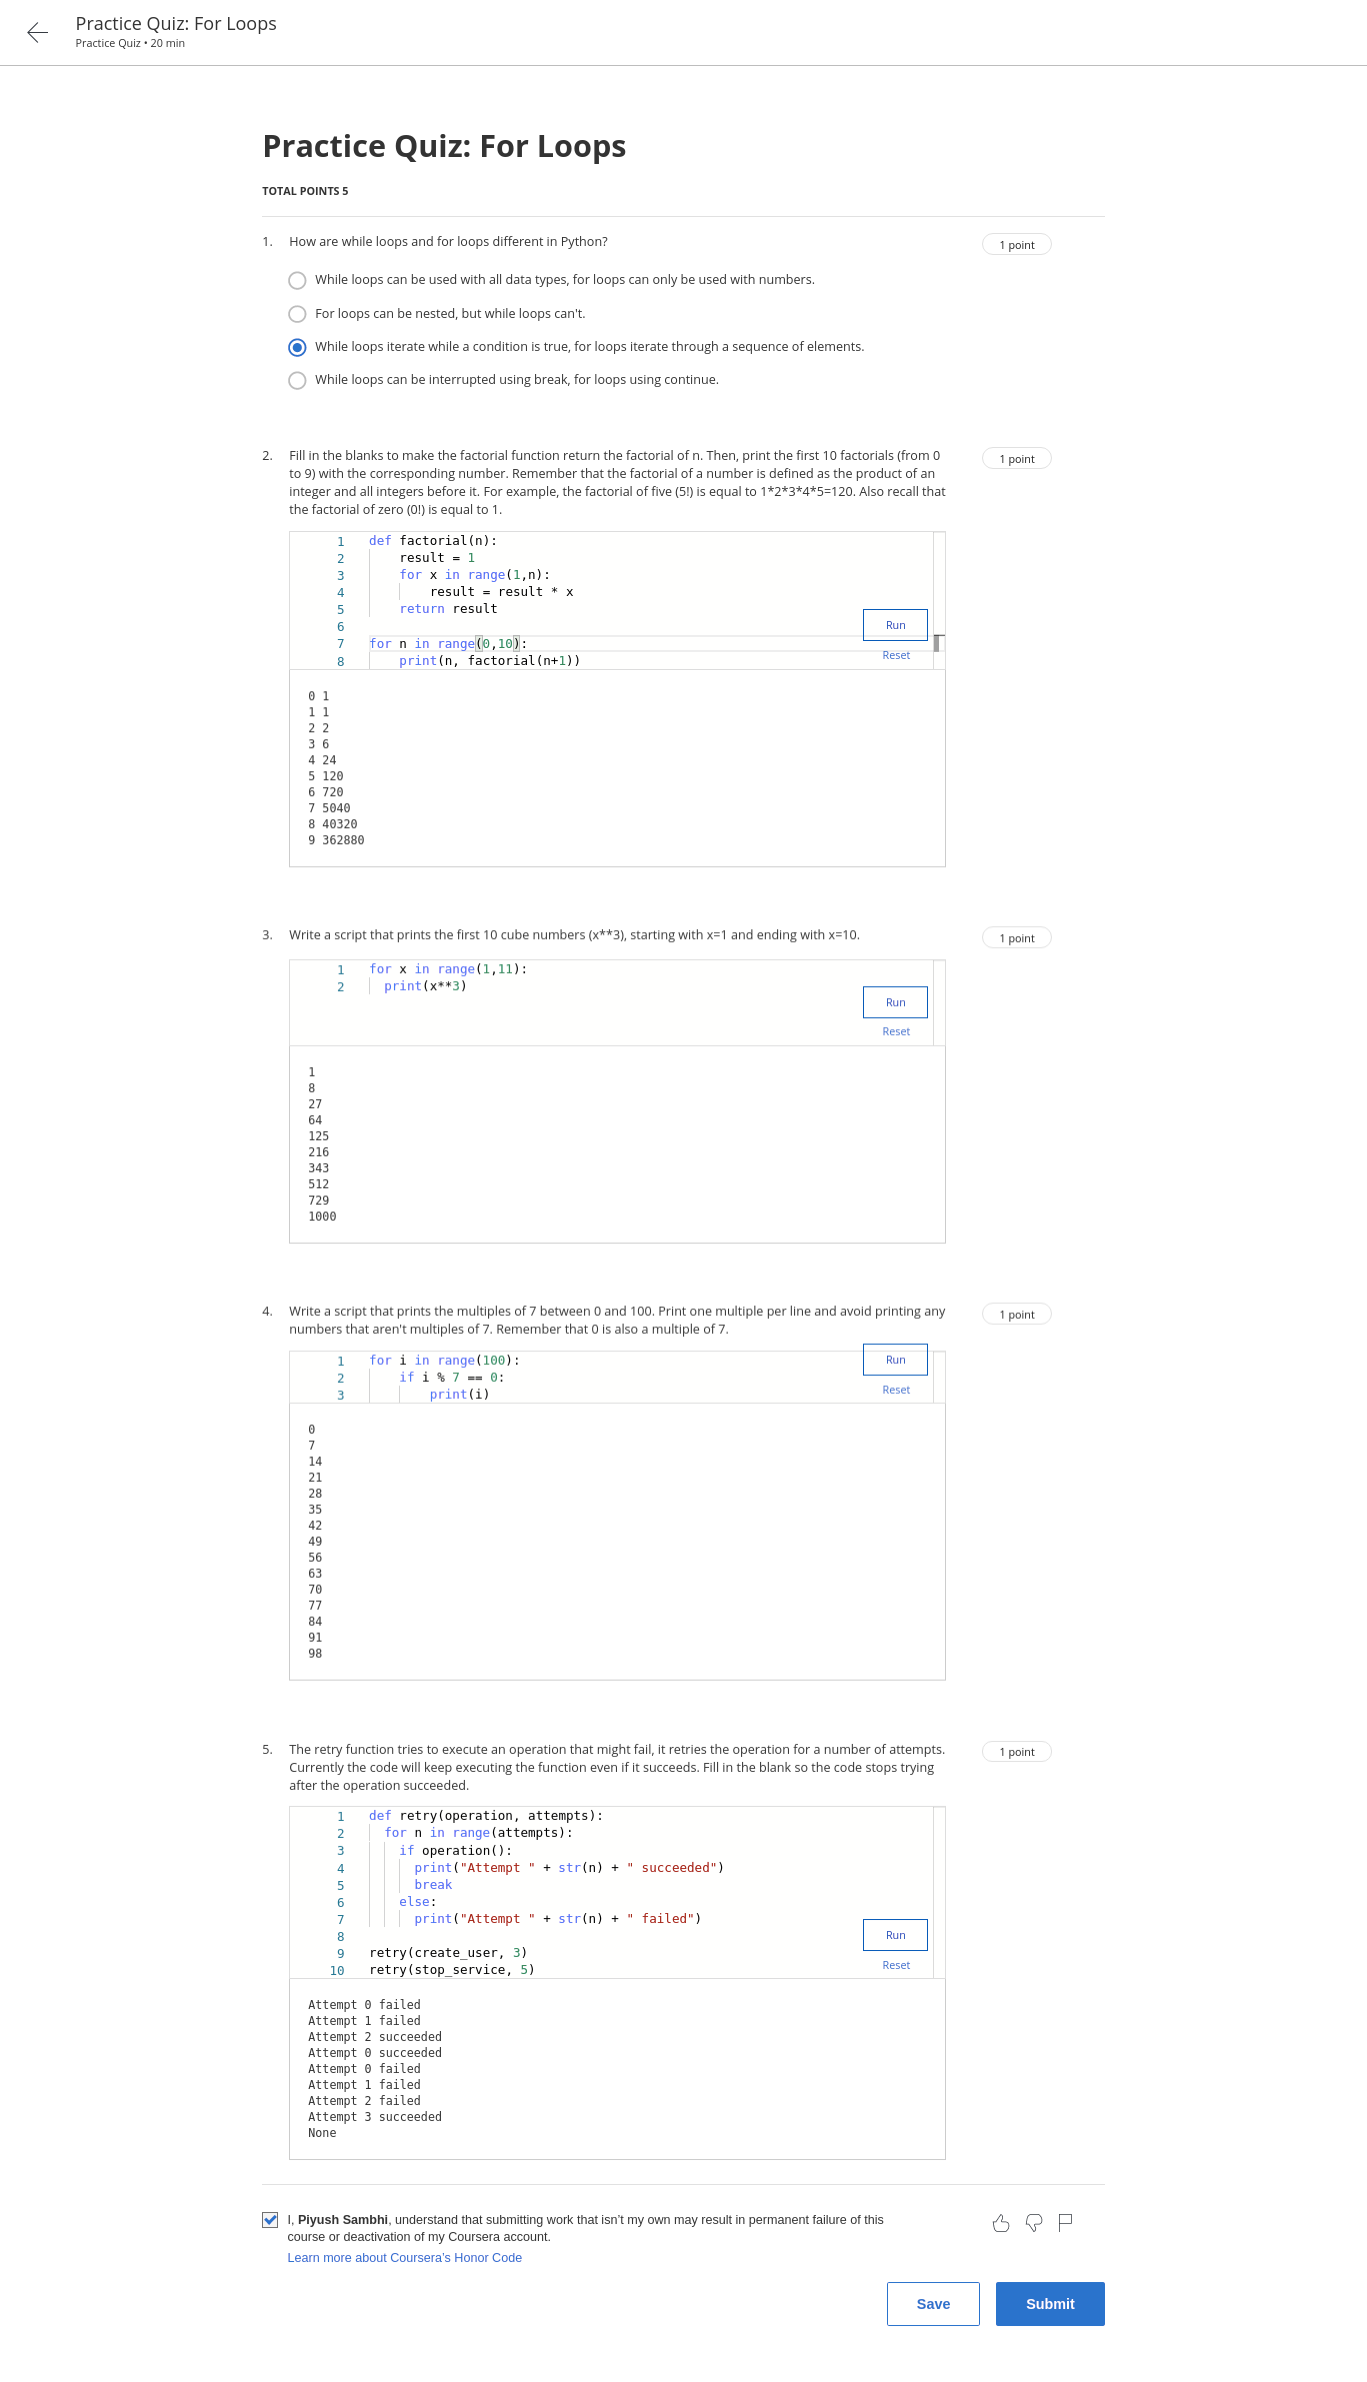 Practice Quiz: For Loops
Practice Quiz • 20 min
Practice Quiz: For Loops
TOTAL POINTS 5
1. How are while loops and for loops different in Python?
1 point
While loops can be used with all data types, for loops can only be used with numbers.
For loops can be nested, but while loops can't.
While loops iterate while a condition is true, for loops iterate through a sequence of elements.
While loops can be interrupted using break, for loops using continue.
2. Fill in the blanks to make the factorial function return the factorial of n. Then, print the first 10 factorials (from 0
to 9) with the corresponding number. Remember that the factorial of a number is defined as the product of an
integer and all integers before it. For example, the factorial of five (5!) is equal to 1*2*3*4*5=120. Also recall that
the factorial of zero (0!) is equal to 1.
1 point
1 def factorial(n):
2     result = 1
3     for x in range(1,n):
4         result = result * x
5     return result
6
7 for n in range(0,10):
8     print(n, factorial(n+1))
Run
Reset
0 1
1 1
2 2
3 6
4 24
5 120
6 720
7 5040
8 40320
9 362880
3. Write a script that prints the first 10 cube numbers (x**3), starting with x=1 and ending with x=10.
1 point
1 for x in range(1,11):
2   print(x**3)
Run
Reset
1
8
27
64
125
216
343
512
729
1000
4. Write a script that prints the multiples of 7 between 0 and 100. Print one multiple per line and avoid printing any
numbers that aren't multiples of 7. Remember that 0 is also a multiple of 7.
1 point
1 for i in range(100):
2     if i % 7 == 0:
3         print(i)
Run
Reset
0
7
14
21
28
35
42
49
56
63
70
77
84
91
98
5. The retry function tries to execute an operation that might fail, it retries the operation for a number of attempts.
Currently the code will keep executing the function even if it succeeds. Fill in the blank so the code stops trying
after the operation succeeded.
1 point
1 def retry(operation, attempts):
2   for n in range(attempts):
3     if operation():
4       print("Attempt " + str(n) + " succeeded")
5       break
6     else:
7       print("Attempt " + str(n) + " failed")
8
9 retry(create_user, 3)
10 retry(stop_service, 5)
Run
Reset
Attempt 0 failed
Attempt 1 failed
Attempt 2 succeeded
Attempt 0 succeeded
Attempt 0 failed
Attempt 1 failed
Attempt 2 failed
Attempt 3 succeeded
None
I, Piyush Sambhi, understand that submitting work that isn't my own may result in permanent failure of this
course or deactivation of my Coursera account.
Learn more about Coursera's Honor Code
Save
Submit